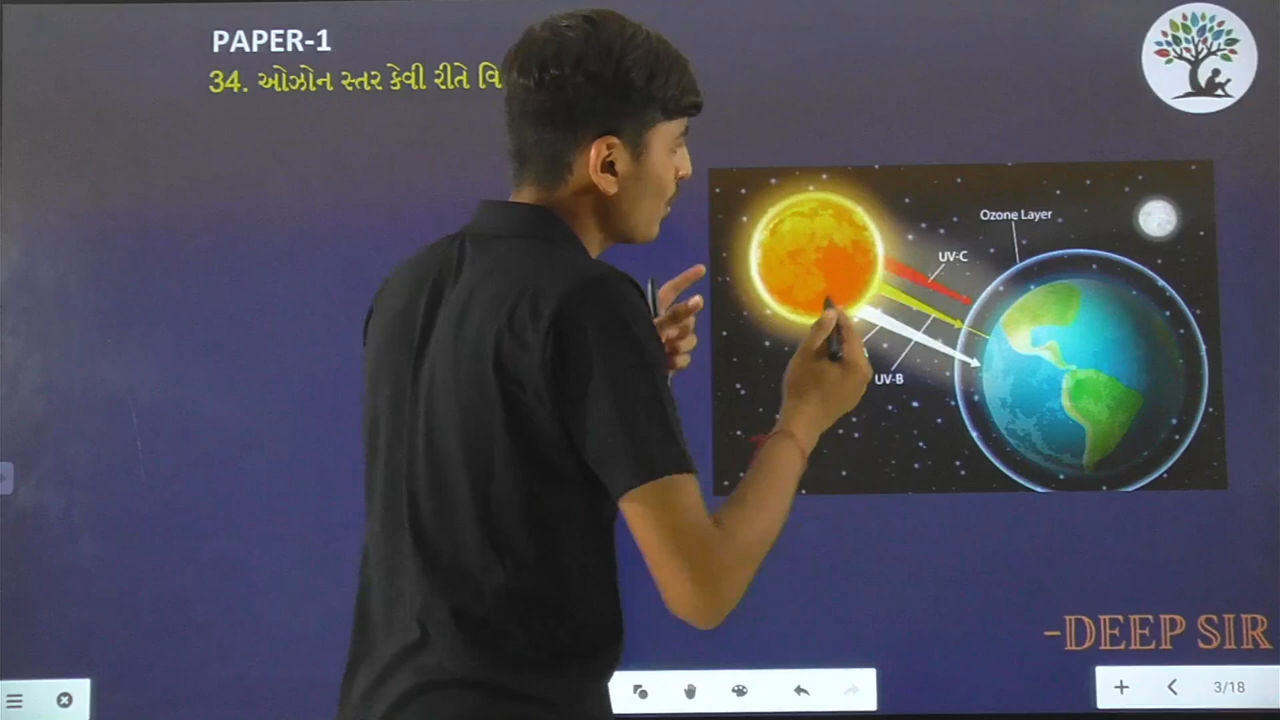 PAPER-1
34. ઓઝોન સ્તર કેવી રીતે
Ozone Layer
UV-C
UV-B
-DEEP SIR
3/18